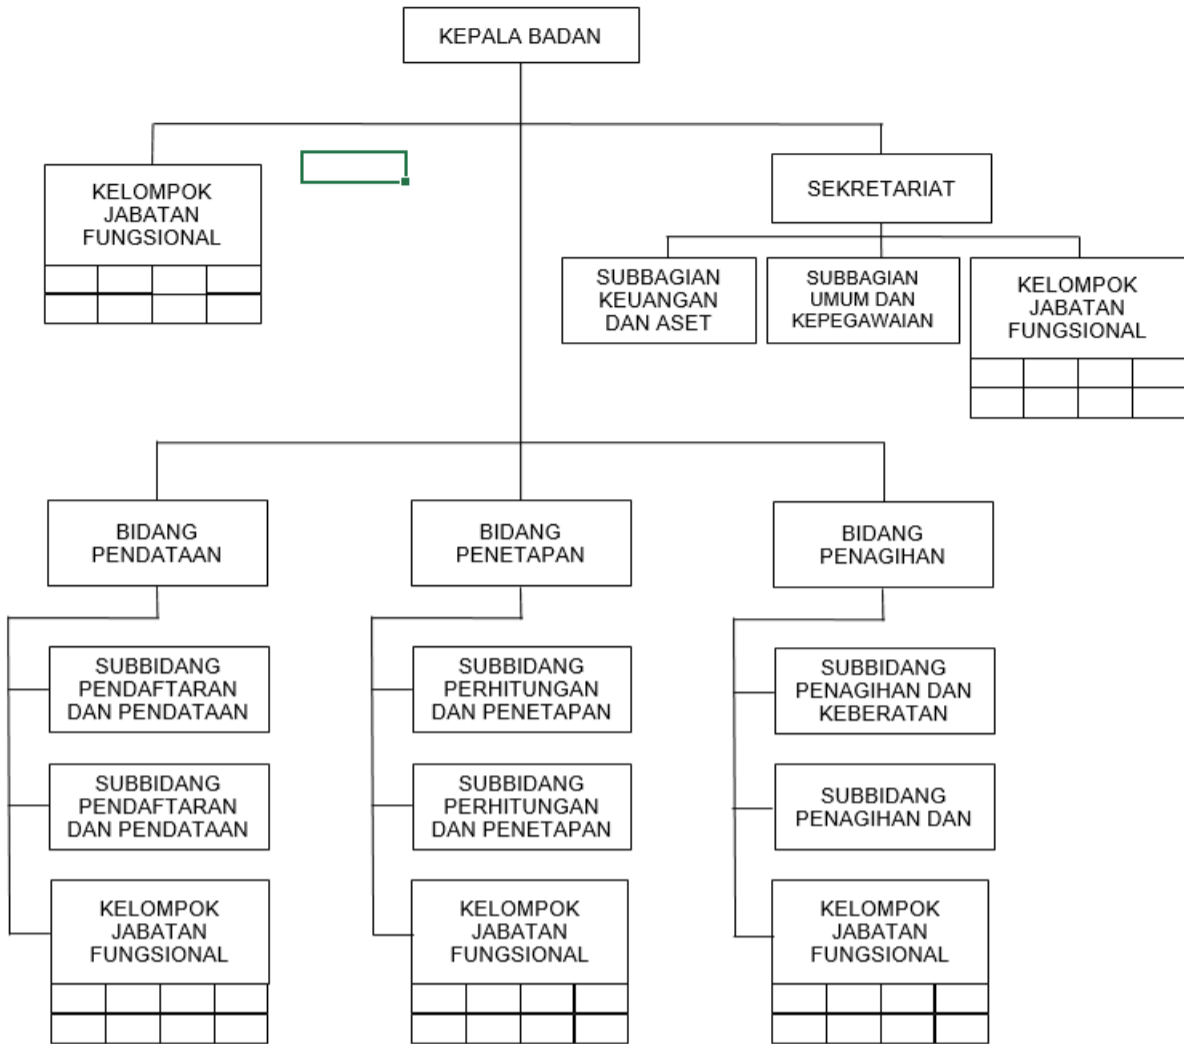 KEPALA BADAN
KELOMPOK
JABATAN
FUNGSIONAL
SEKRETARIAT
SUBBAGIAN
KEUANGAN
DAN ASET
SUBBAGIAN
UMUM DAN
KEPEGAWAIAN
KELOMPOK
JABATAN
FUNGSIONAL
BIDANG
PENDATAAN
BIDANG
PENETAPAN
BIDANG
PENAGIHAN
SUBBIDANG
PENDAFTARAN
DAN PENDATAAN
SUBBIDANG
PERHITUNGAN
DAN PENETAPAN
SUBBIDANG
PENAGIHAN DAN
KEBERATAN
SUBBIDANG
PENDAFTARAN
DAN PENDATAAN
SUBBIDANG
PERHITUNGAN
DAN PENETAPAN
SUBBIDANG
PENAGIHAN DAN
KELOMPOK
JABATAN
FUNGSIONAL
KELOMPOK
JABATAN
FUNGSIONAL
KELOMPOK
JABATAN
FUNGSIONAL